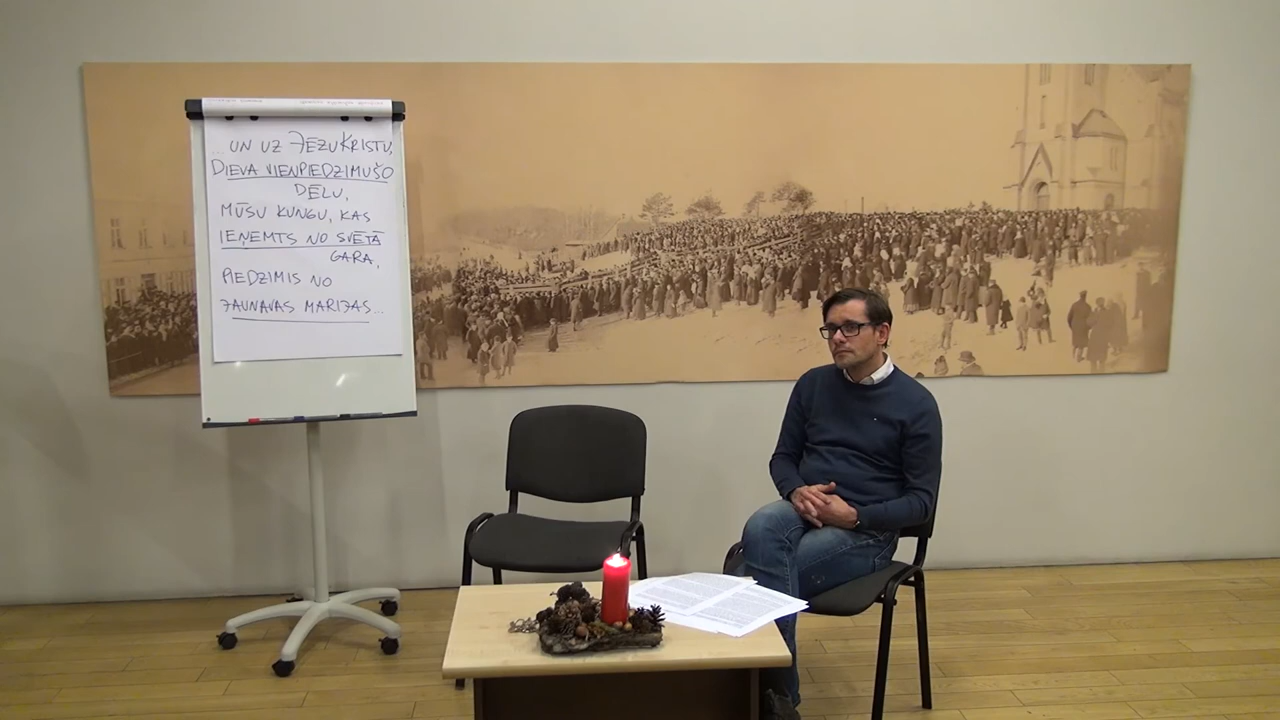 ... UN UZ JĒZU KRISTU,
DIEVA VIENPIEDZIMUŠO
DĒLU,
MŪSU KUNGU, KAS
IEŅEMTS NO SVĒTĀ
GARA,
PIEDZIMIS NO
JAUNAVAS MARIJAS...